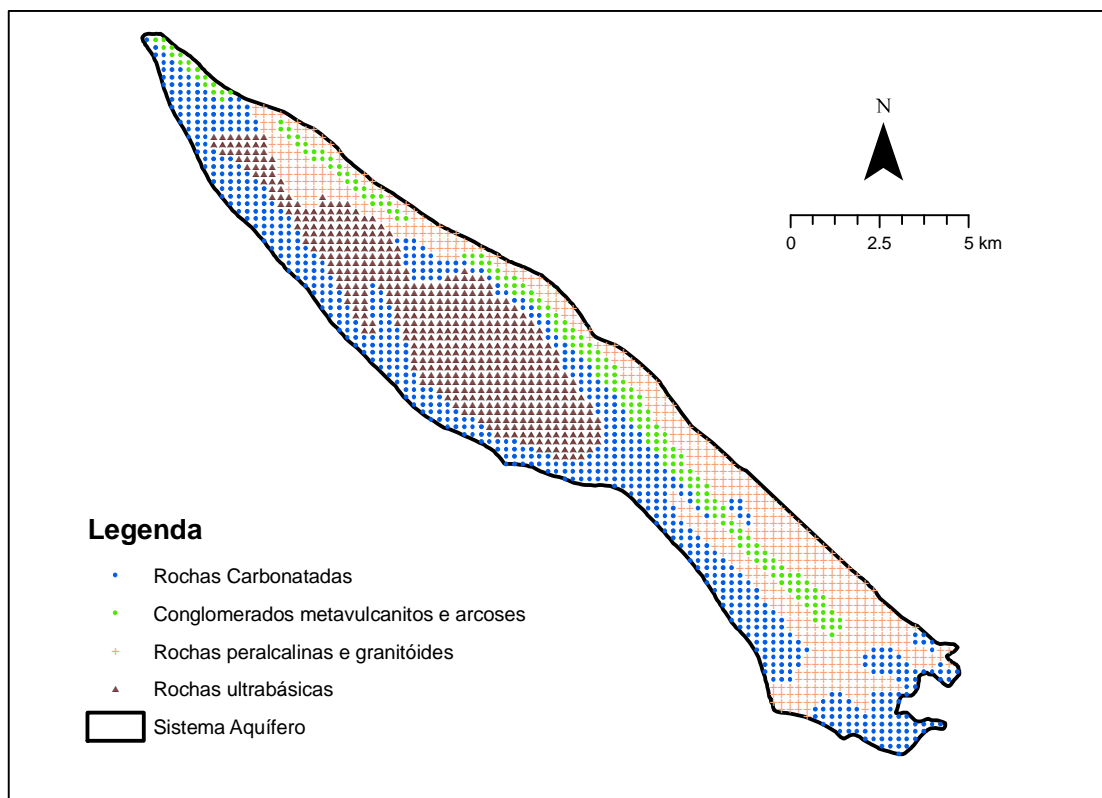 N
0 2.5 5 km
Legenda
Rochas Carbonatadas
Conglomerados metavulcanitos e arcoses
Rochas peralcalinas e granitóides
Rochas ultrabásicas
Sistema Aquífero